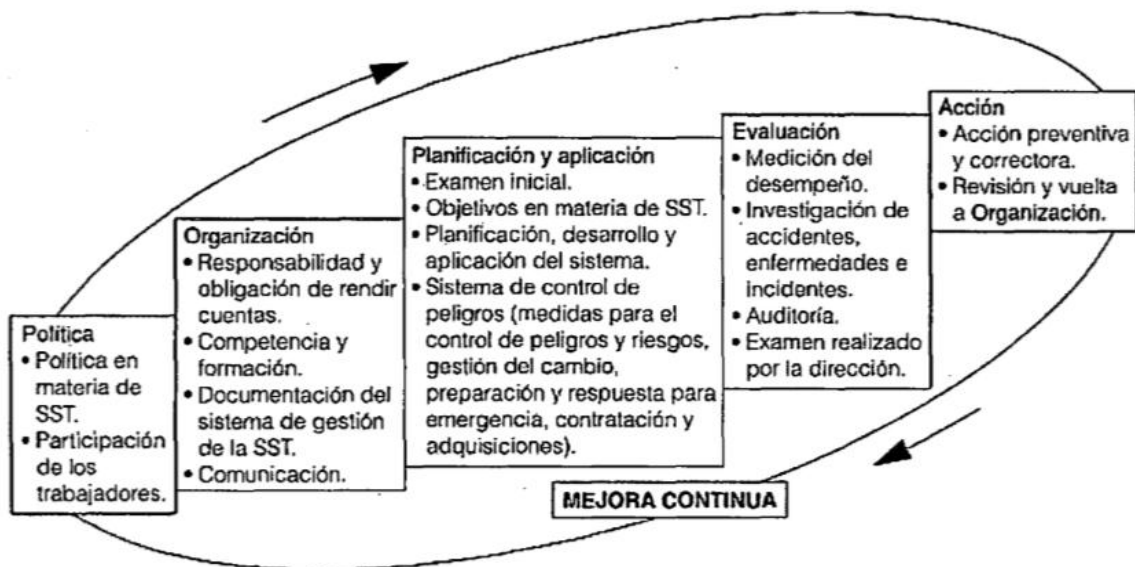 Política
• Política en
materia de
SST.
• Participación
de los
trabajadores.
Organización
• Responsabilidad y
obligación de rendir
cuentas.
• Competencia y
formación.
• Documentación del
sistema de gestión
de la SST.
• Comunicación.
Planificación y aplicación
• Examen inicial.
• Objetivos en materia de SST.
• Planificación, desarrollo y
aplicación del sistema.
• Sistema de control de
peligros (medidas para el
control de peligros y riesgos,
gestión del cambio,
preparación y respuesta para
emergencia, contratación y
adquisiciones).
Evaluación
• Medición del
desempeño.
• Investigación de
accidentes,
enfermedades e
incidentes.
• Auditoría.
• Examen realizado
por la dirección.
Acción
• Acción preventiva
y correctora.
• Revisión y vuelta
a Organización.
MEJORA CONTINUA